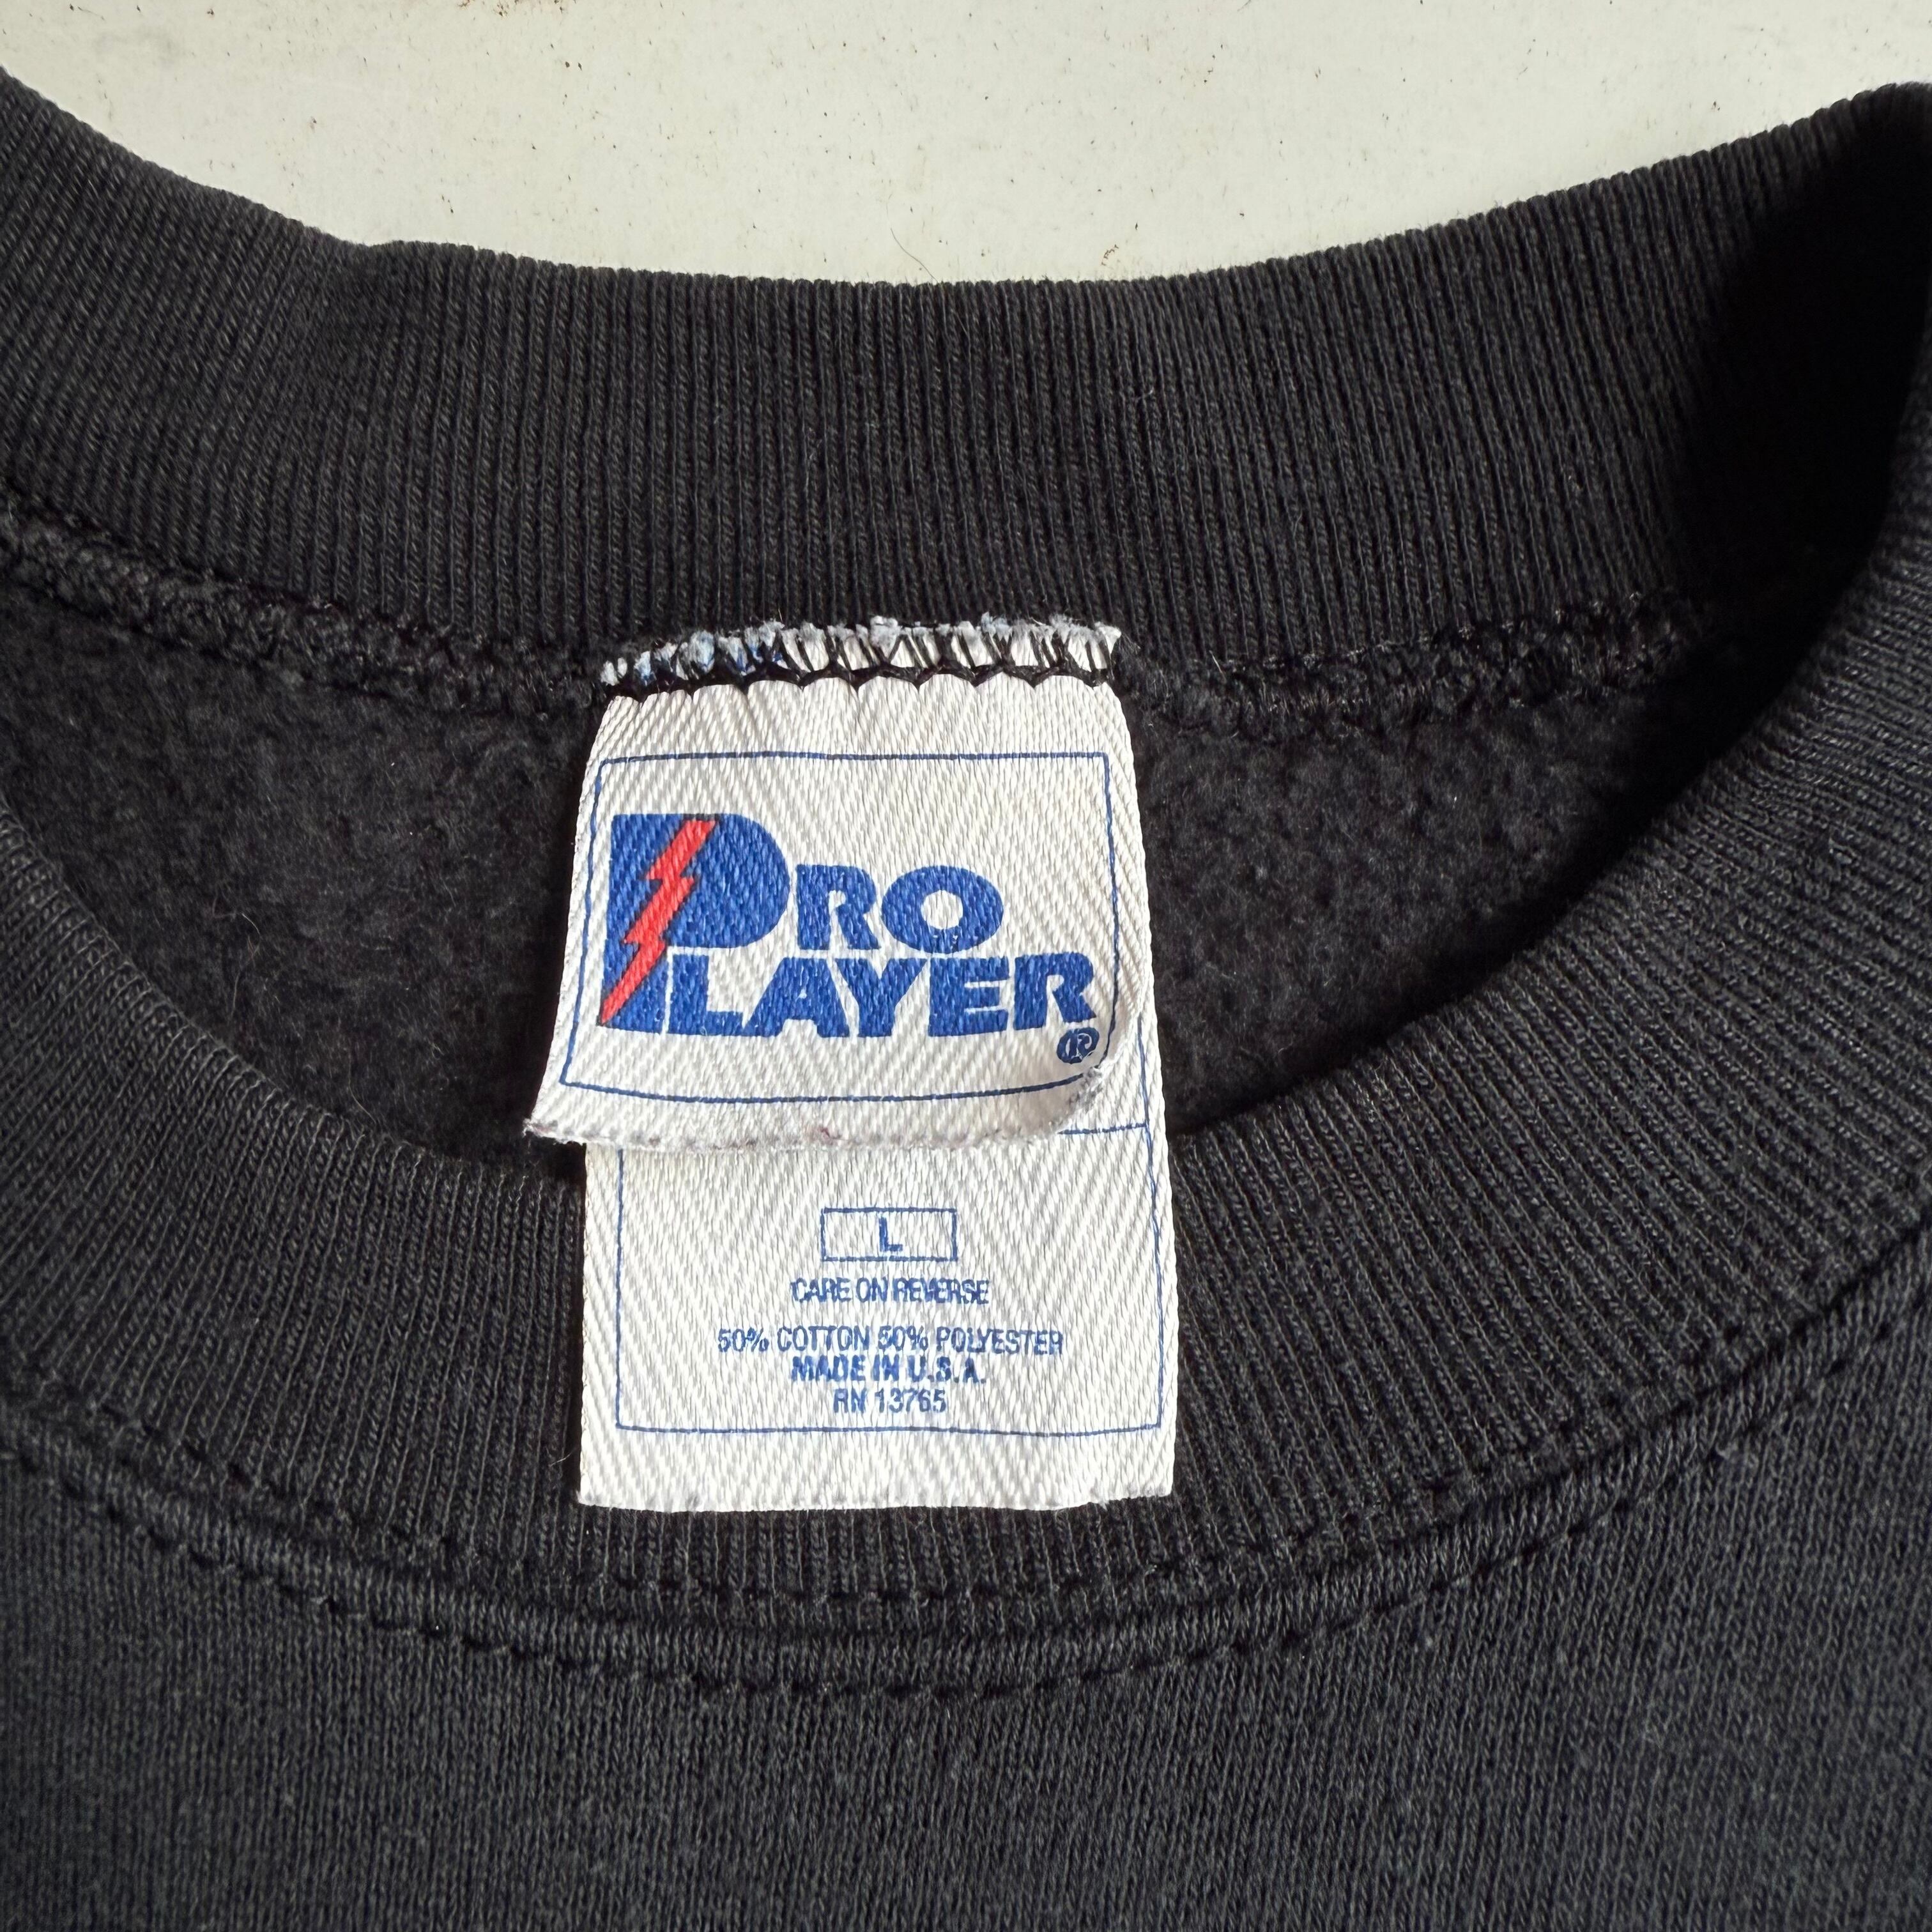 PRO
PLAYER
®
L
CARE ON REVERSE
50% COTTON 50% POLYESTER
MADE IN U.S.A.
RN 13765